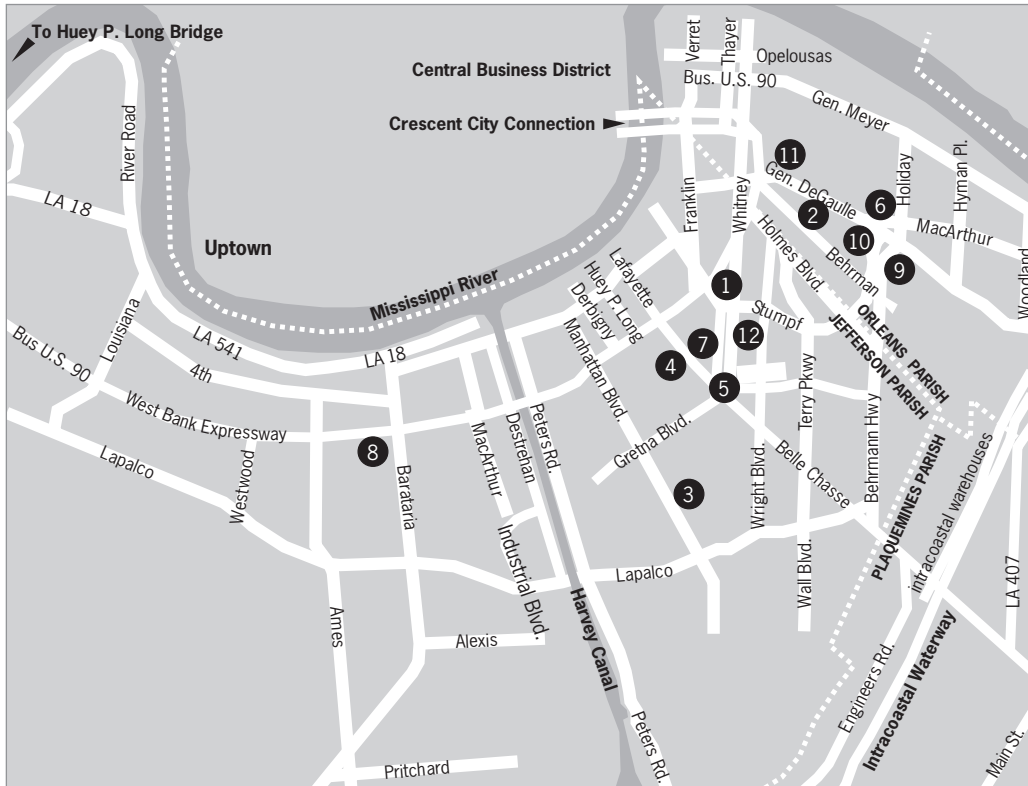 To Huey P. Long Bridge
Verret
Thayer
Opelousas
Bus. U.S. 90
Central Business District
Gen. Meyer
Crescent City Connection
River Road
11
Holiday
Hyman Pl.
LA 18
Franklin
Whitney
Gen. DeGaulle
6
2
MacArthur
Uptown
Holmes Blvd.
10
Behrman
9
Woodland
Mississippi River
Lafayette
Huey P. Long
Derbigny
1
Stumpf
ORLEANS PARISH
JEFFERSON PARISH
Louisiana
LA 541
LA 18
Manhattan Blvd.
7
12
4
Bus U.S. 90
4th
5
Terry Pkwy
West Bank Expressway
Peters Rd.
Destrehan
MacArthur
Gretna Blvd.
Belle Chasse
Behrmann Hwy
8
Lapalco
Westwood
Barataria
3
Wright Blvd.
PLAQUEMINES PARISH
intracoastal warehouses
Industrial Blvd.
Lapalco
Wall Blvd.
LA 407
Ames
Harvey Canal
Alexis
Engineers Rd.
Intracoastal Waterway
Peters Rd.
Main St.
Pritchard